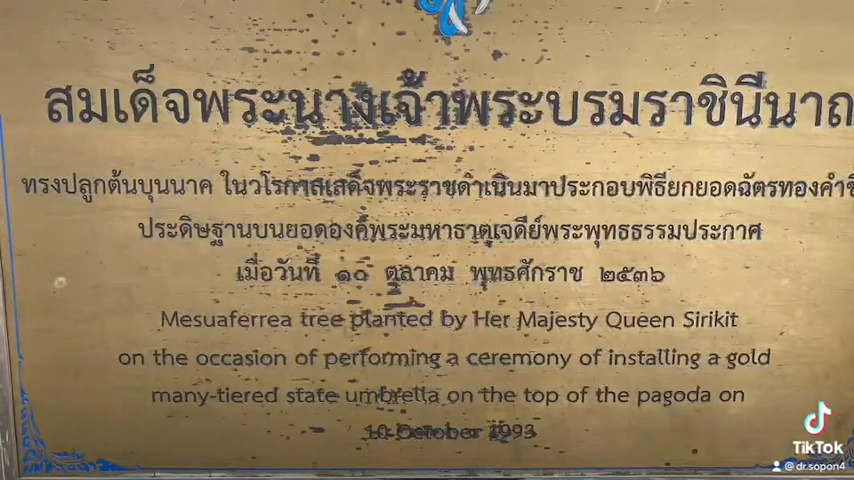 สมเด็จพระนางเจ้าพระบรมราชินีนาถ
ทรงปลูกต้นบุนนาค ในวโรกาสเสด็จพระราชดำเนินมาประกอบพิธียกยอดฉัตรทองคำขึ้น
ประดิษฐานบนยอดองค์พระมหาธาตุเจดีย์พระพุทธธรรมประกาศ
เมื่อวันที่ ๑๐ ตุลาคม พุทธศักราช ๒๕๓๖
Mesuaferrea tree planted by Her Majesty Queen Sirikit
on the occasion of performing a ceremony of installing a gold
many-tiered state umbrella on the top of the pagoda on
10 October 1993
TikTok
@dr.sopon4